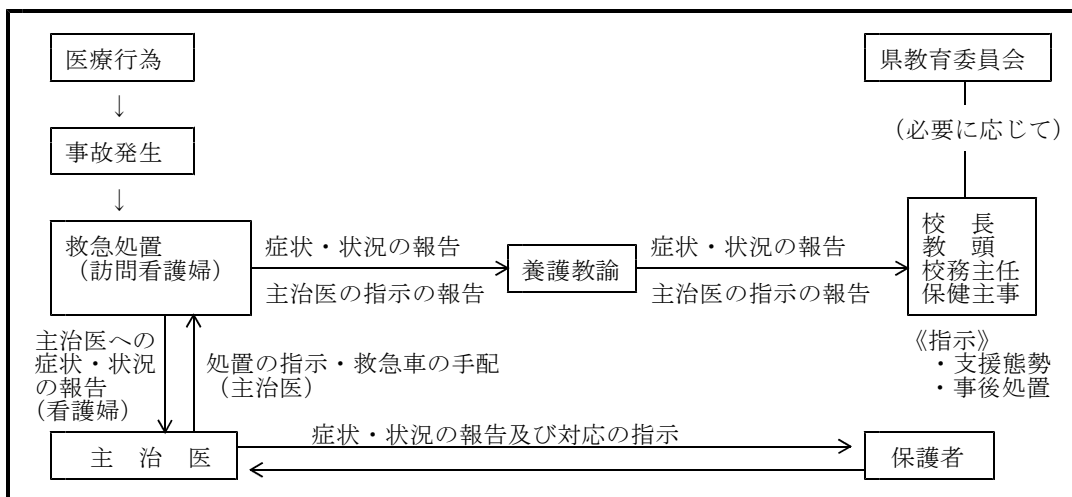 医療行為
↓
事故発生
↓
救急処置
（訪問看護婦）
症状・状況の報告
主治医の指示の報告
養護教諭
症状・状況の報告
主治医の指示の報告
県教育委員会
（必要に応じて）
校　長
教　頭
校務主任
保健主事
《指示》
・支援態勢
・事後処置
主治医への
症状・状況
の報告
（看護婦）
処置の指示・救急車の手配
（主治医）
主　治　医
症状・状況の報告及び対応の指示
保護者